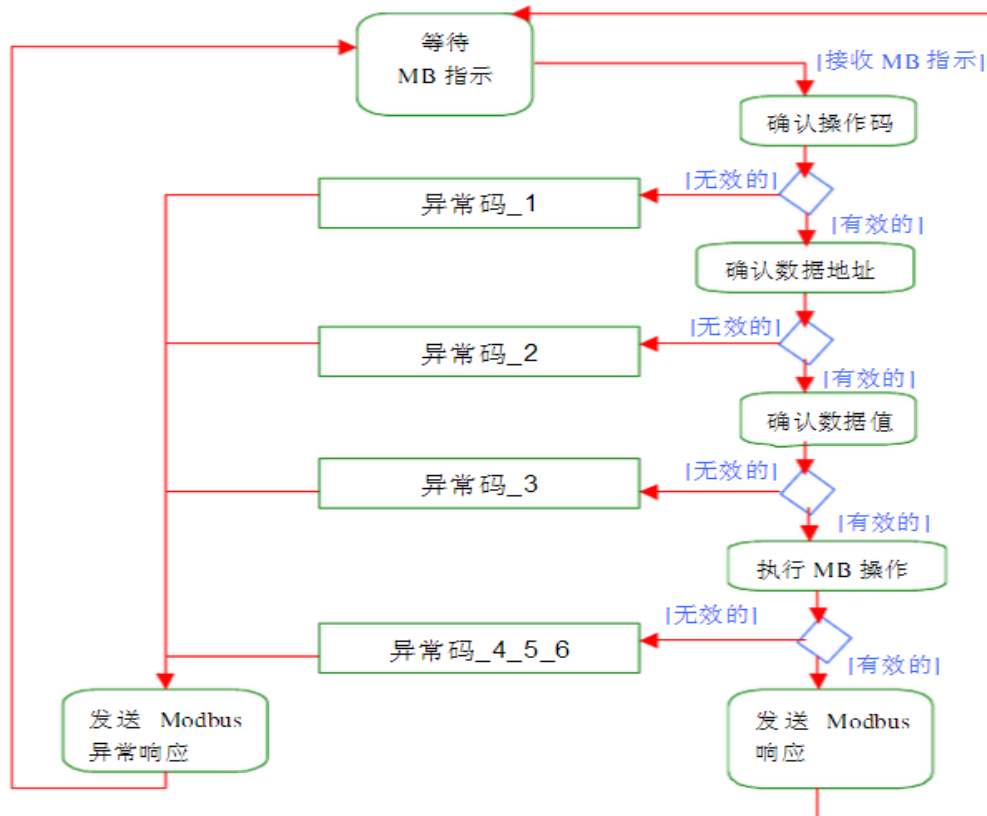 等待
MB 指示
[接收 MB 指示]
确认操作码
[无效的]
异常码_1
[有效的]
确认数据地址
[无效的]
异常码_2
[有效的]
确认数据值
[无效的]
异常码_3
[有效的]
执行 MB 操作
[无效的]
异常码_4_5_6
[有效的]
发送 Modbus
异常响应
发送 Modbus
响应